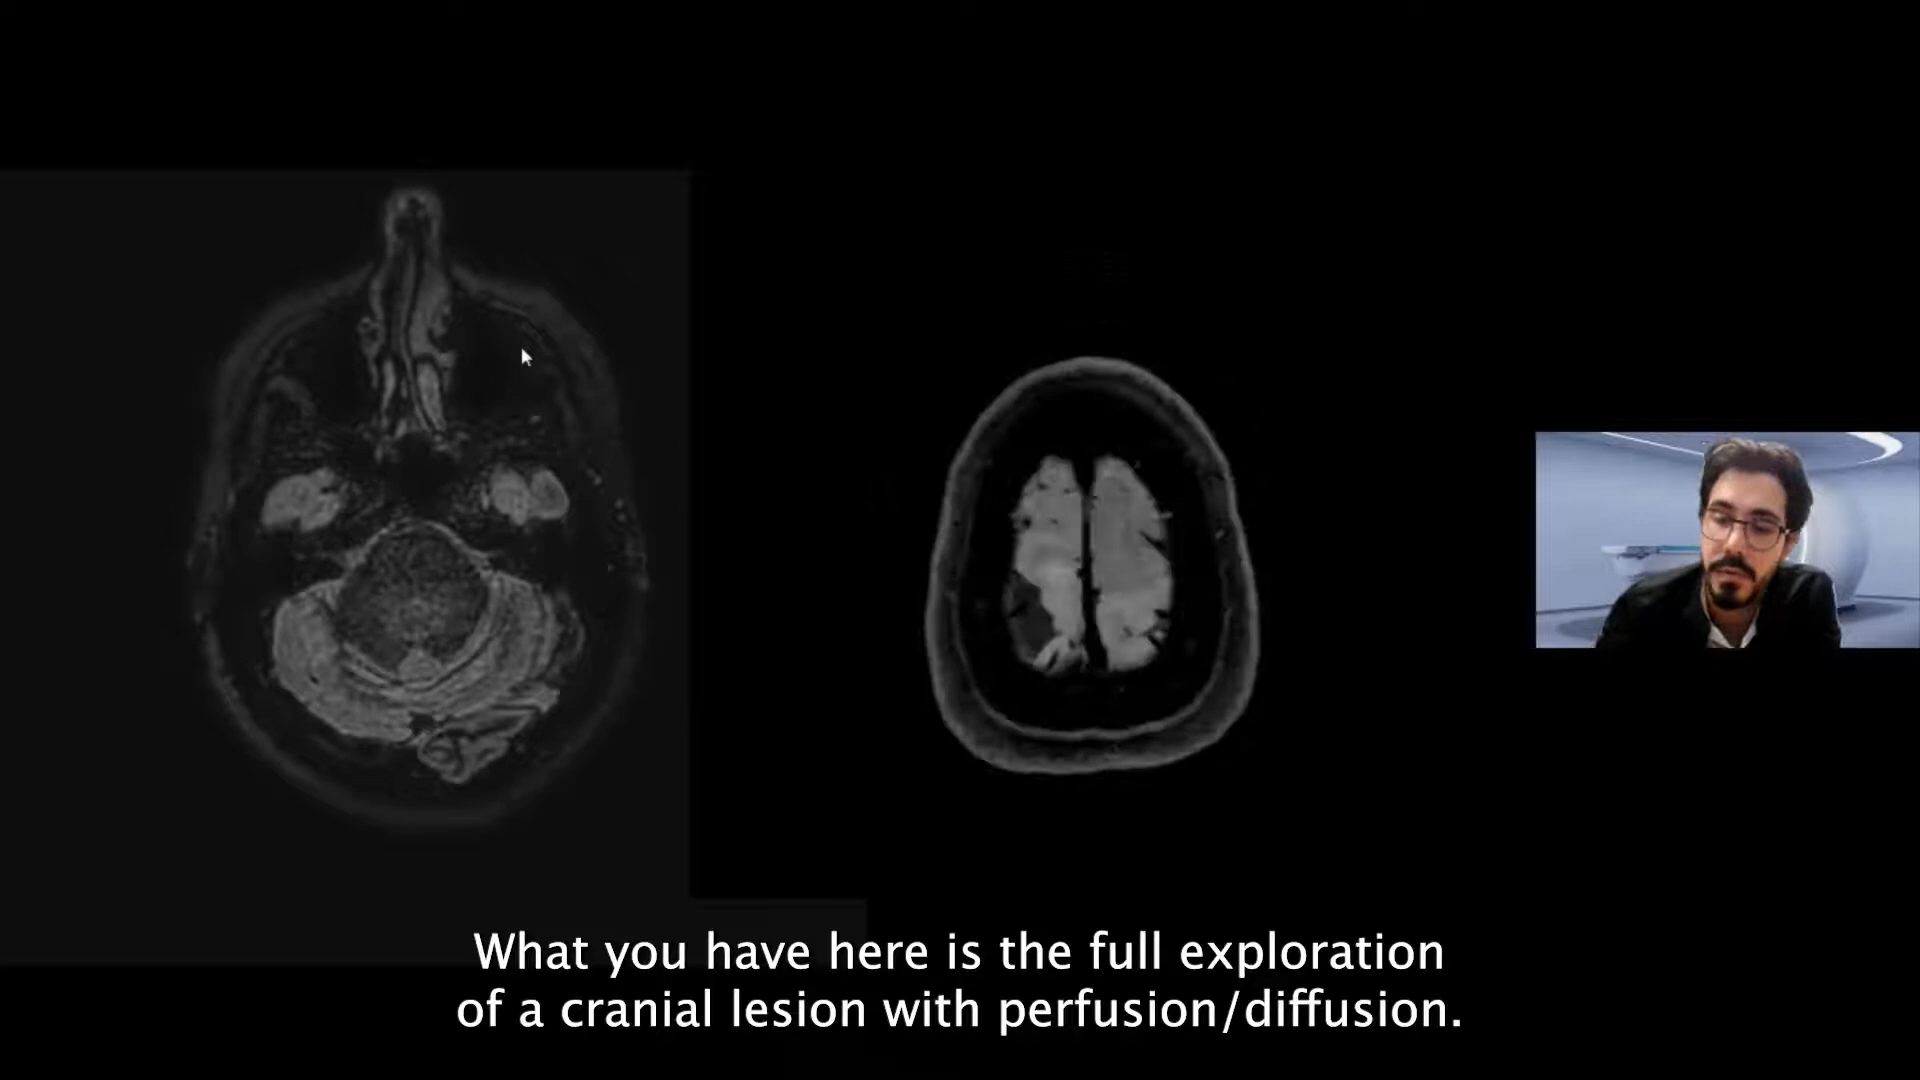 What you have here is the full exploration
of a cranial lesion with perfusion/diffusion.